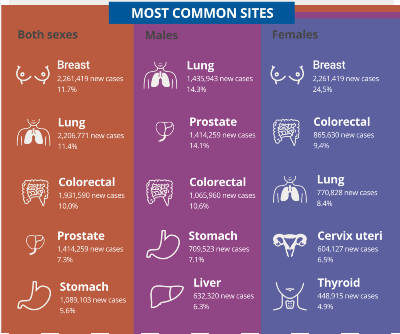 MOST COMMON SITES
Both sexes
Breast
2,261,419 new cases
11.7%
Lung
2,206,771 new cases
11.4%
Colorectal
1,931,590 new cases
10,0%
Prostate
1,414,259 new cases
7.3%
Stomach
1,089,103 new cases
5.6%
Males
Lung
1,435,943 new cases
14.3%
Prostate
1,414,259 new cases
14.1%
Colorectal
1,065,960 new cases
10,6%
Stomach
709,523 new cases
7.1%
Liver
632,320 new cases
6.3%
Females
Breast
2,261,419 new cases
24,5%
Colorectal
865,630 new cases
9,4%
Lung
770,828 new cases
8.4%
Cervix uteri
604,127 new cases
6.5%
Thyroid
448,915 new cases
4.9%